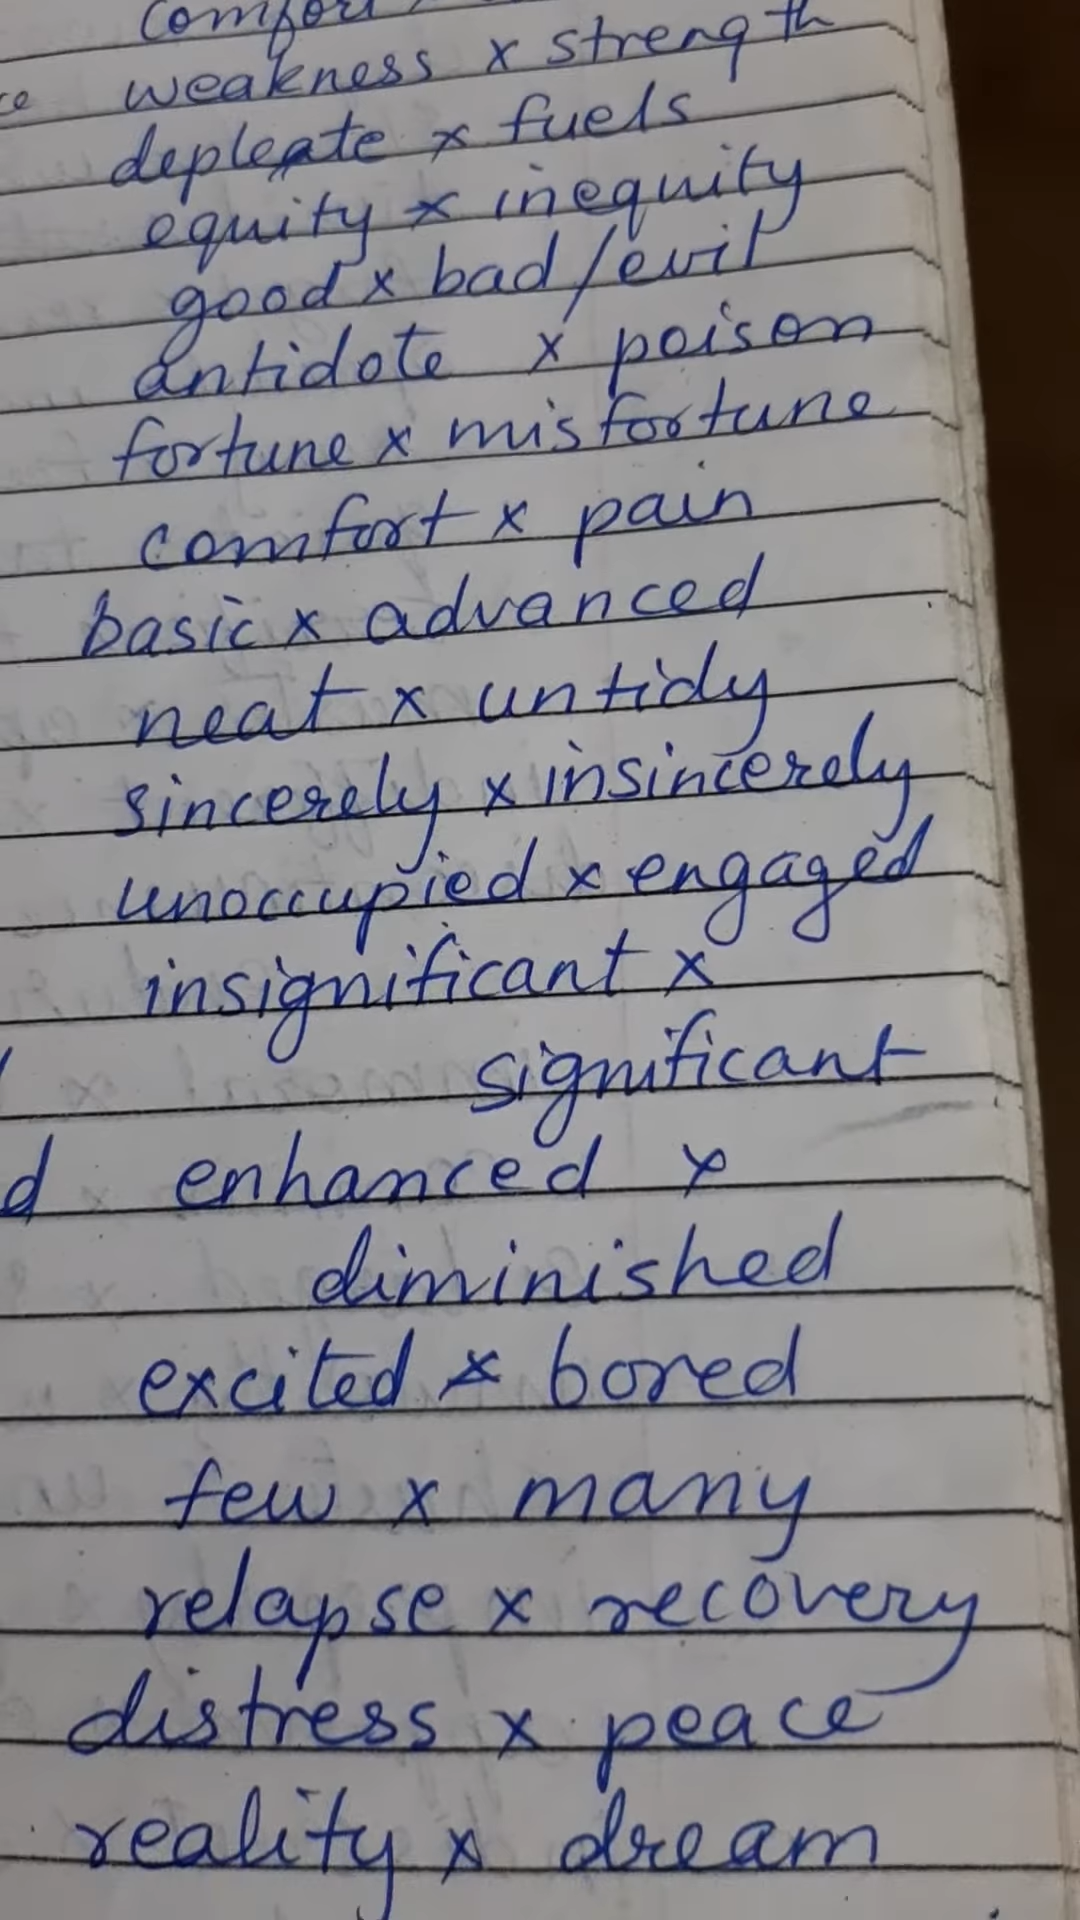 comfort
weakness x strength
depleate x fuels
equity x inequity
good x bad/evil
antidote x poison
fortune x misfortune
comfort x pain
basic x advanced
neat x untidy
sincerely x insincerely
unoccupied x engaged
insignificant x
significant
d enhanced x
diminished
excited x bored
few x many
relapse x recovery
distress x peace
reality x dream